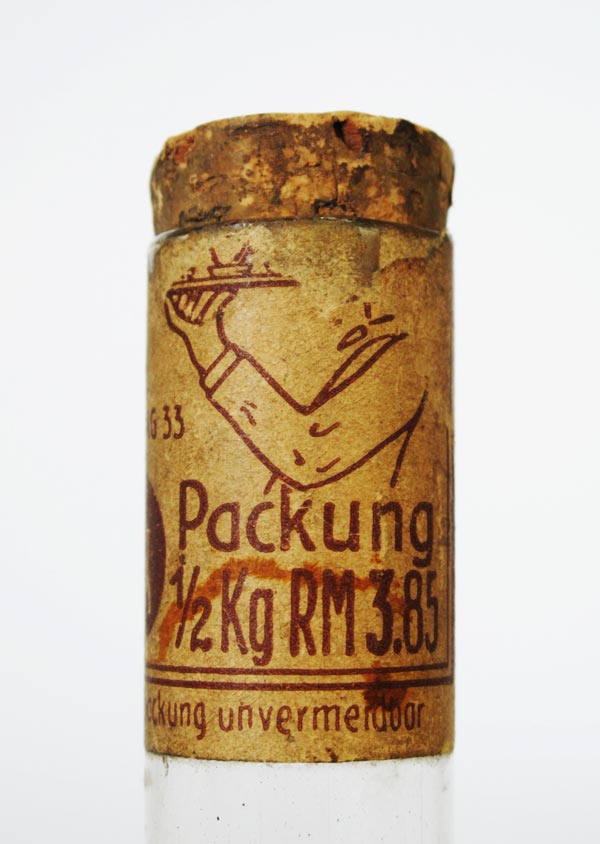 G 33
Packung
1/2 Kg RM 3.85
ckung unvermeidbar